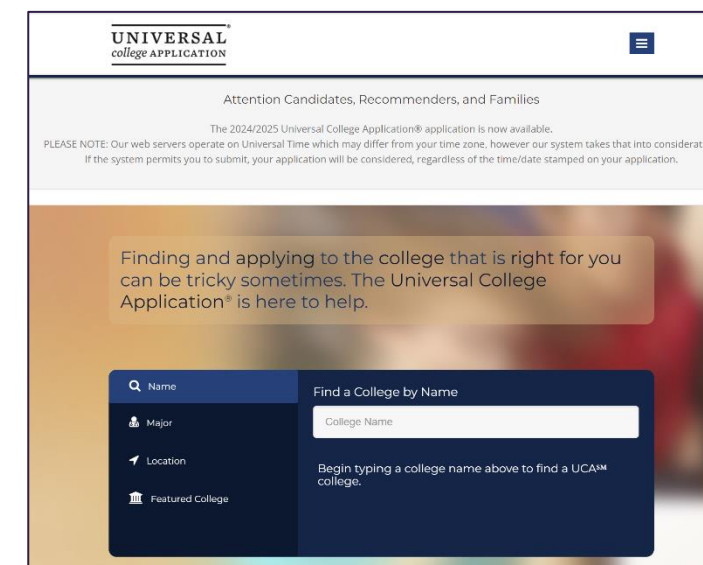 UNIVERSAL®
college APPLICATION
Attention Candidates, Recommenders, and Families
The 2024/2025 Universal College Application® application is now available.
PLEASE NOTE: Our web servers operate on Universal Time which may differ from your time zone, however our system takes that into considerat
If the system permits you to submit, your application will be considered, regardless of the time/date stamped on your application.
Finding and applying to the college that is right for you
can be tricky sometimes. The Universal College
Application® is here to help.
Name
Major
Location
Featured College
Find a College by Name
College Name
Begin typing a college name above to find a UCA℠
college.